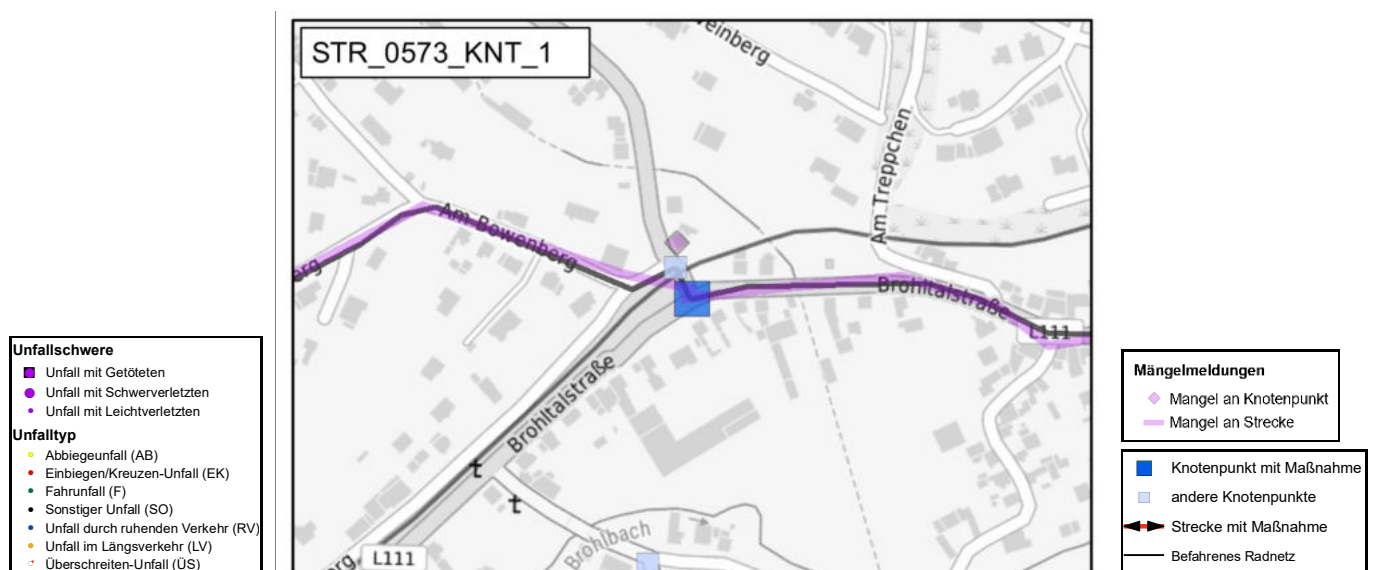 STR_0573_KNT_1
einberg
Am Treppchen
Am Bowenberg
erg
Brohltalstraße
L111
Brohltalstraße
Brohlbach
L111
erg
Unfallschwere
Unfall mit Getöteten
Unfall mit Schwerverletzten
Unfall mit Leichtverletzten
Unfalltyp
Abbiegeunfall (AB)
Einbiegen/Kreuzen-Unfall (EK)
Fahrunfall (F)
Sonstiger Unfall (SO)
Unfall durch ruhenden Verkehr (RV)
Unfall im Längsverkehr (LV)
Überschreiten-Unfall (ÜS)
Mängelmeldungen
Mangel an Knotenpunkt
Mangel an Strecke
Knotenpunkt mit Maßnahme
andere Knotenpunkte
Strecke mit Maßnahme
Befahrenes Radnetz